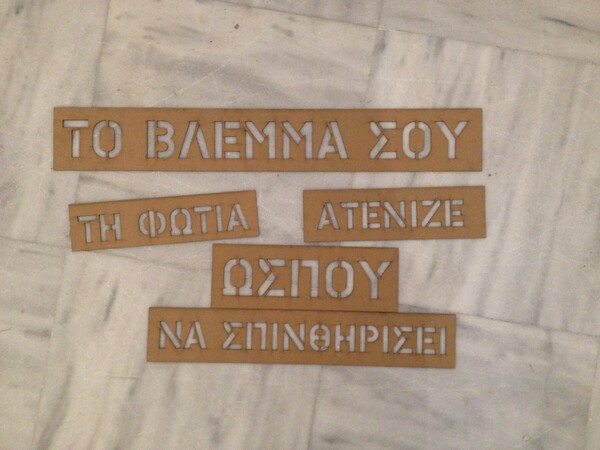 ΤΟ ΒΛΕΜΜΑ ΣΟΥ
ΤΗ ΦΩΤΙΑ ΑΤΕΝΙΖΕ
ΩΣΠΟΥ
ΝΑ ΣΠΙΝΘΗΡΙΣΕΙ